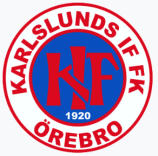 KARLSLUNDS IF FK
KIF
1920
ÖREBRO